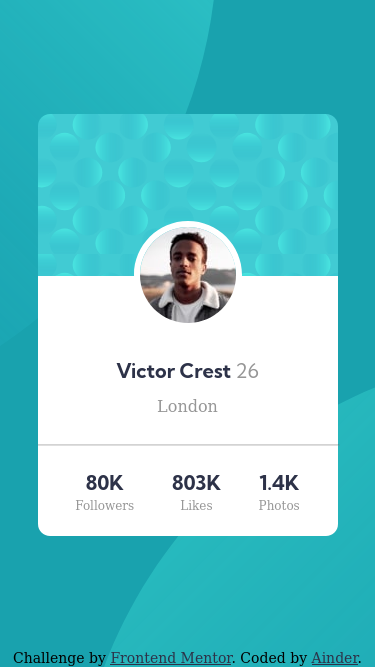 Victor Crest 26
London
80K 803K 1.4K
Followers Likes Photos
Challenge by Frontend Mentor. Coded by Ainder.